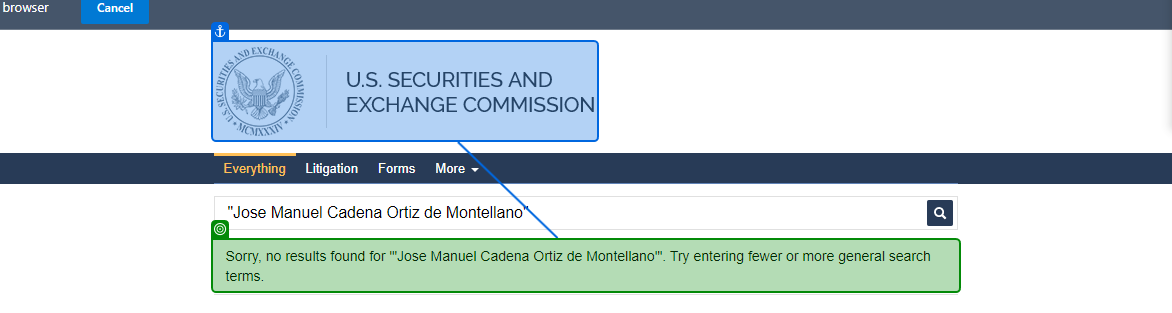 browser
Cancel
U.S. SECURITIES AND EXCHANGE COMMISSION
MCMXXXIV
U.S. SECURITIES AND
EXCHANGE COMMISSION
Everything Litigation Forms More
"Jose Manuel Cadena Ortiz de Montellano"
Sorry, no results found for '"Jose Manuel Cadena Ortiz de Montellano"'. Try entering fewer or more general search
terms.